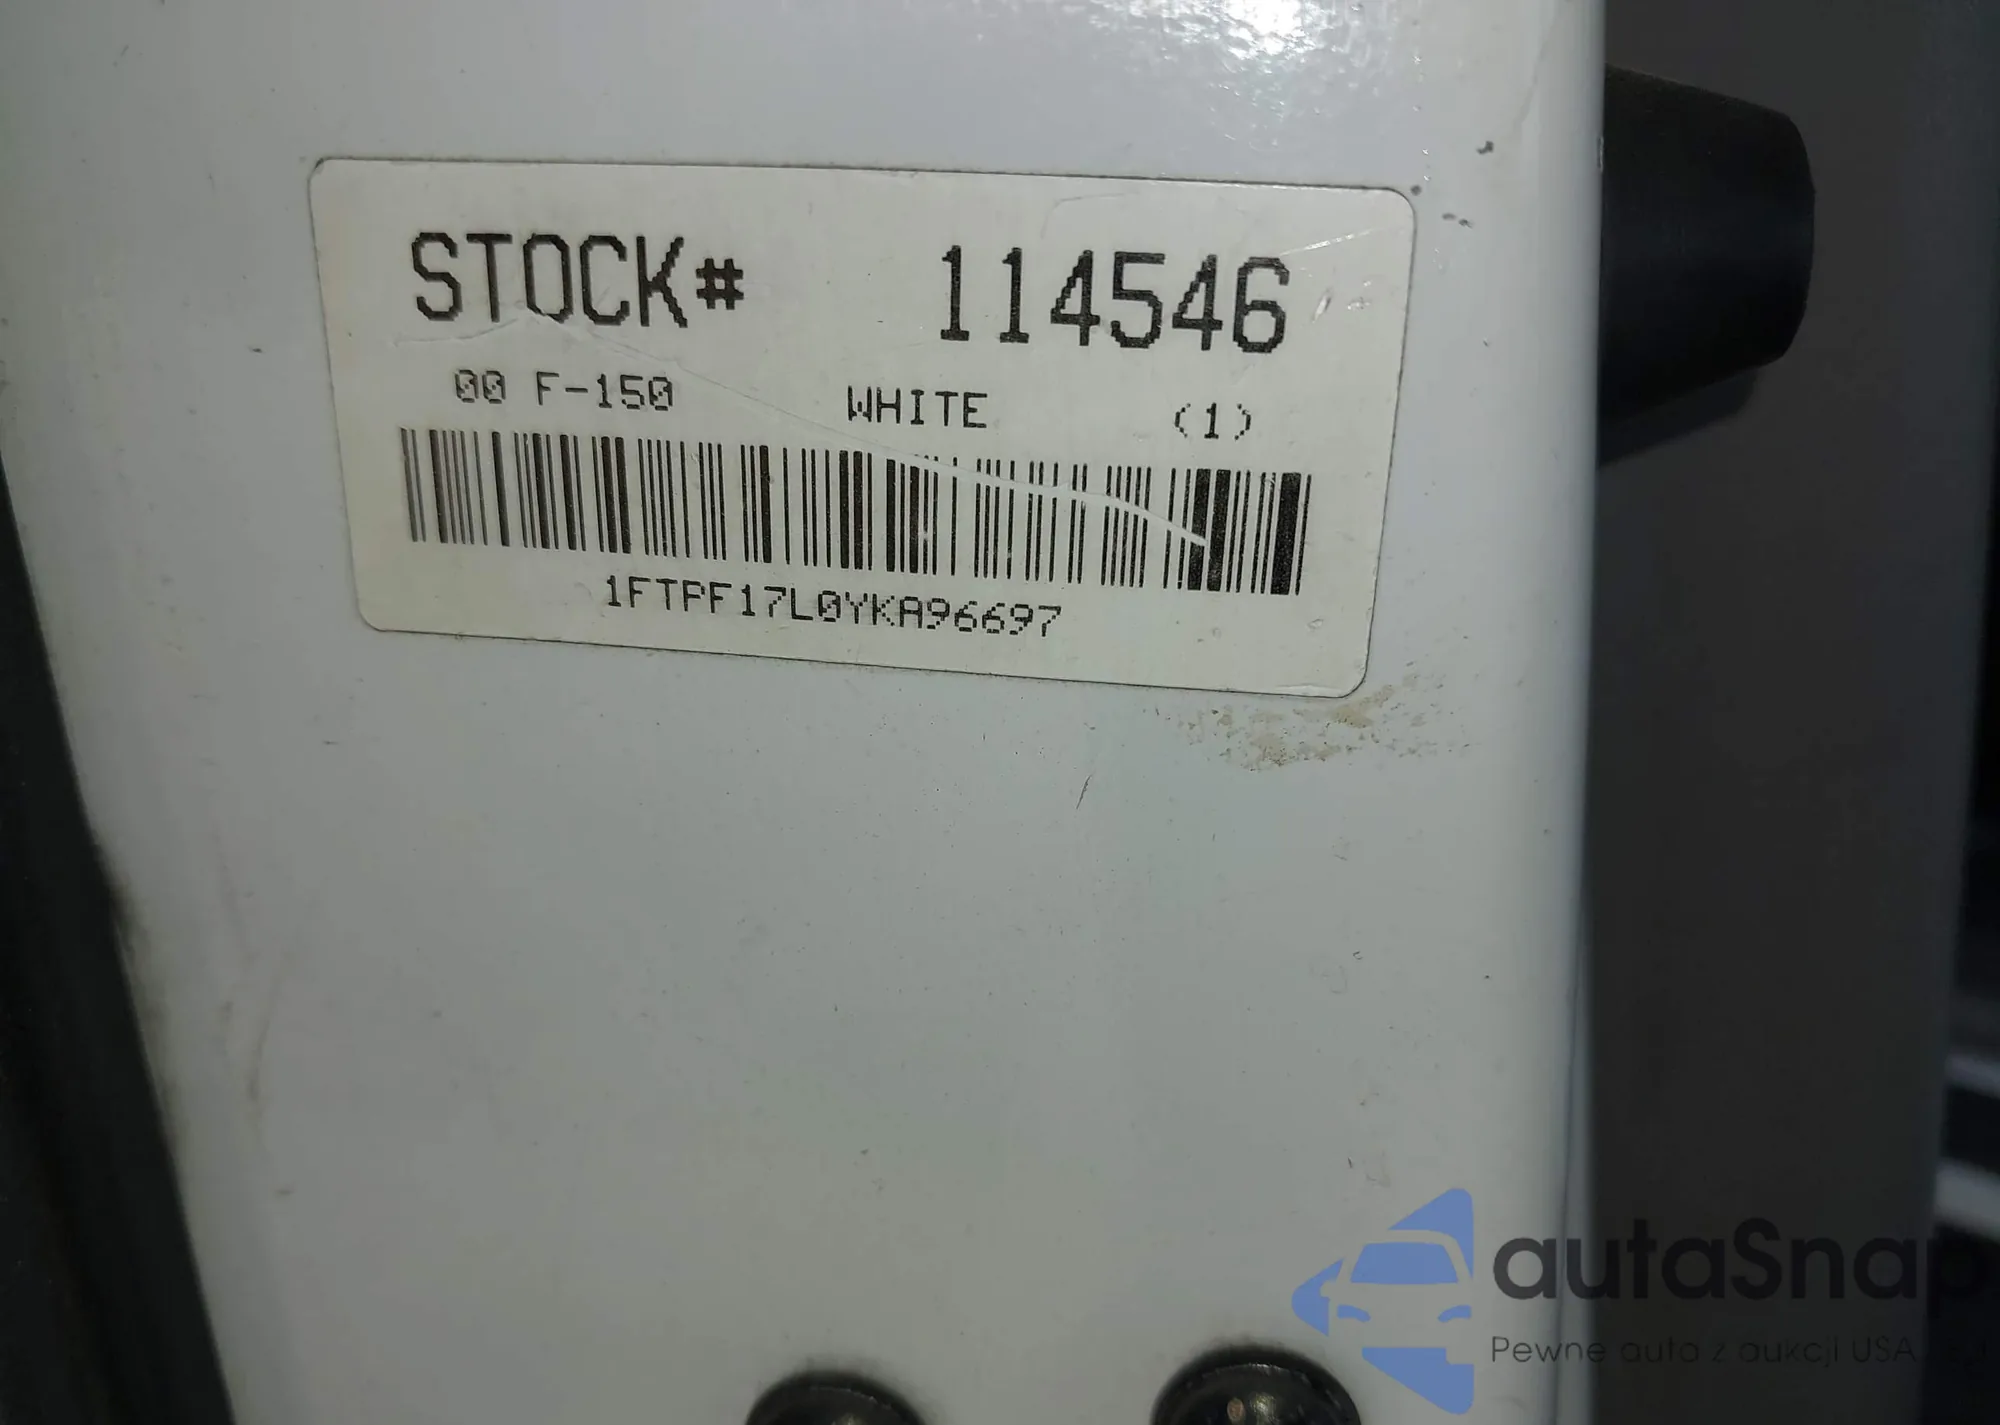 STOCK# 114546
00 F-150 WHITE (1)
1FTPF17L0YKA96697
autaSnap
Pewne auto z aukcji USA